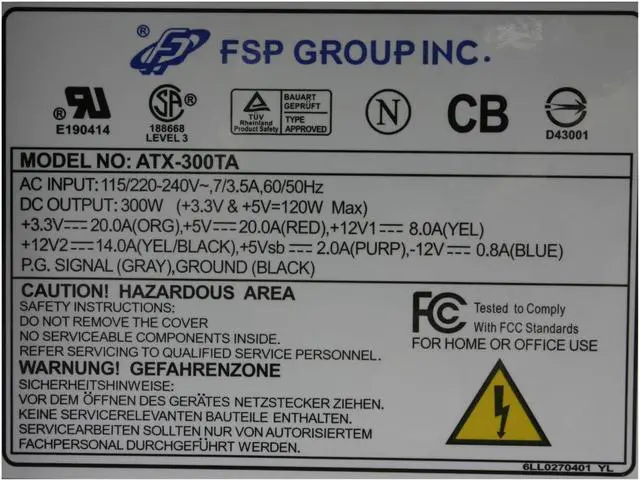 ® FSP GROUP INC.
® RU SA ® TÜV Rheinland Product Safety BAUART GEPRÜFT TYPE APPROVED N CB
E190414 188668 LEVEL 3 D43001
MODEL NO: ATX-300TA
AC INPUT: 115/220-240V~,7/3.5A,60/50Hz
DC OUTPUT: 300W (+3.3V & +5V=120W Max)
+3.3V⎓20.0A(ORG),+5V⎓20.0A(RED),+12V1⎓8.0A(YEL)
+12V2⎓14.0A(YEL/BLACK),+5Vsb⎓2.0A(PURP),-12V⎓0.8A(BLUE)
P.G. SIGNAL (GRAY),GROUND (BLACK)
CAUTION! HAZARDOUS AREA
SAFETY INSTRUCTIONS:
DO NOT REMOVE THE COVER
NO SERVICEABLE COMPONENTS INSIDE.
REFER SERVICING TO QUALIFIED SERVICE PERSONNEL.
FCC Tested to Comply
With FCC Standards
FOR HOME OR OFFICE USE
WARNUNG! GEFAHRENZONE
SICHERHEITSHINWEISE:
VOR DEM ÖFFNEN DES GERÄTES NETZSTECKER ZIEHEN.
KEINE SERVICERELEVANTEN BAUTEILE ENTHALTEN.
SERVICEARBEITEN SOLLTEN NUR VON AUTORISIERTEM
FACHPERSONAL DURCHGEFÜHRT WERDEN.
6LL0270401 YL